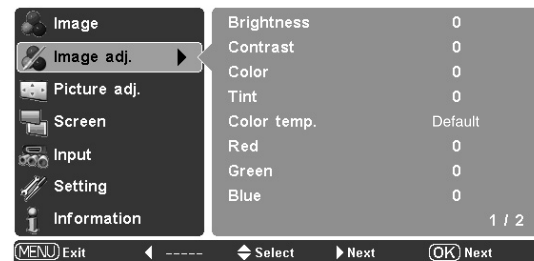 Image
Image adj.
Picture adj.
Screen
Input
Setting
Information
Brightness 0
Contrast 0
Color 0
Tint 0
Color temp. Default
Red 0
Green 0
Blue 0
1 / 2
MENU Exit ----- Select Next OK Next